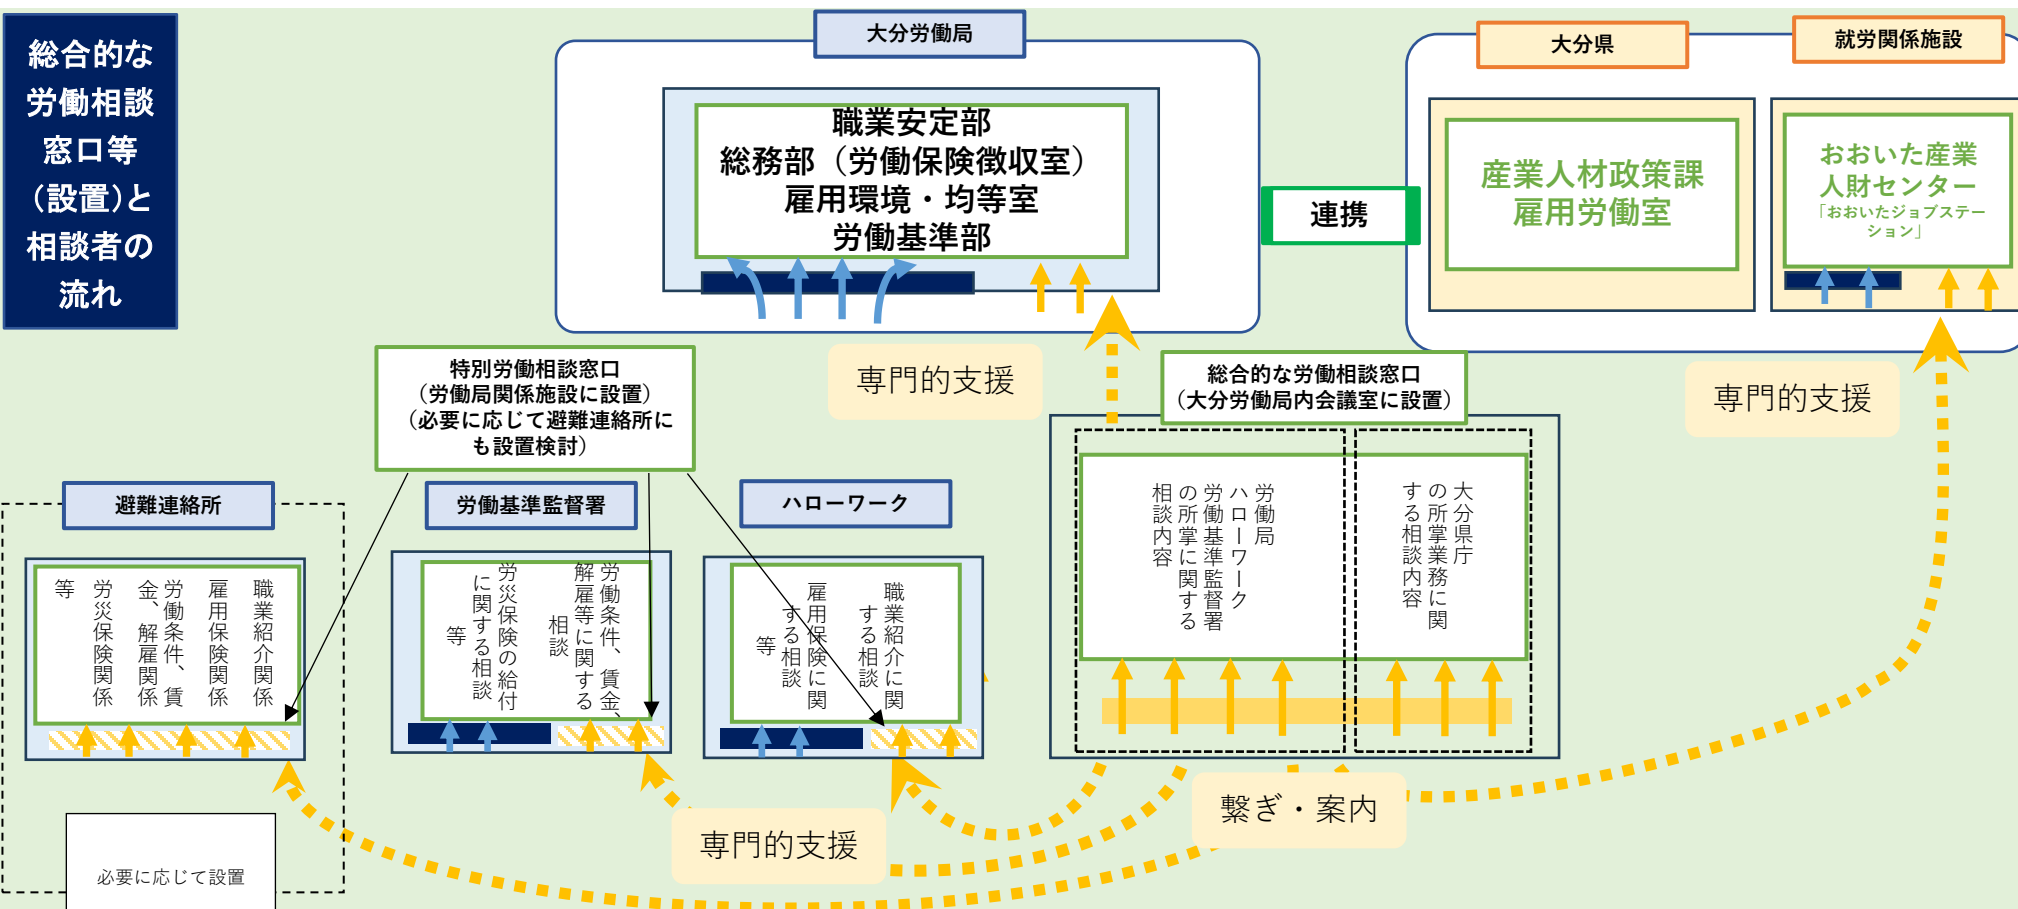 総合的な
労働相談
窓口等
（設置）と
相談者の
流れ
大分労働局
職業安定部
総務部（労働保険徴収室）
雇用環境・均等室
労働基準部
連携
大分県
産業人材政策課
雇用労働室
就労関係施設
おおいた産業
人財センター
「おおいたジョブステー
ション」
専門的支援
専門的支援
特別労働相談窓口
（労働局関係施設に設置）
（必要に応じて避難連絡所に
も設置検討）
総合的な労働相談窓口
（大分労働局内会議室に設置）
避難連絡所
職業紹介関係
雇用保険関係
労働条件、賃
金、解雇関係
労災保険関係
等
必要に応じて設置
労働基準監督署
労働条件、賃金、
解雇等に関する
相談
労災保険の給付
に関する相談
等
ハローワーク
職業紹介に関
する相談
雇用保険に関
する相談
等
労働局
ハローワーク
労働基準監督署
の所掌に関する
相談内容
大分県庁
の所掌業務に関
する相談内容
専門的支援
繋ぎ・案内